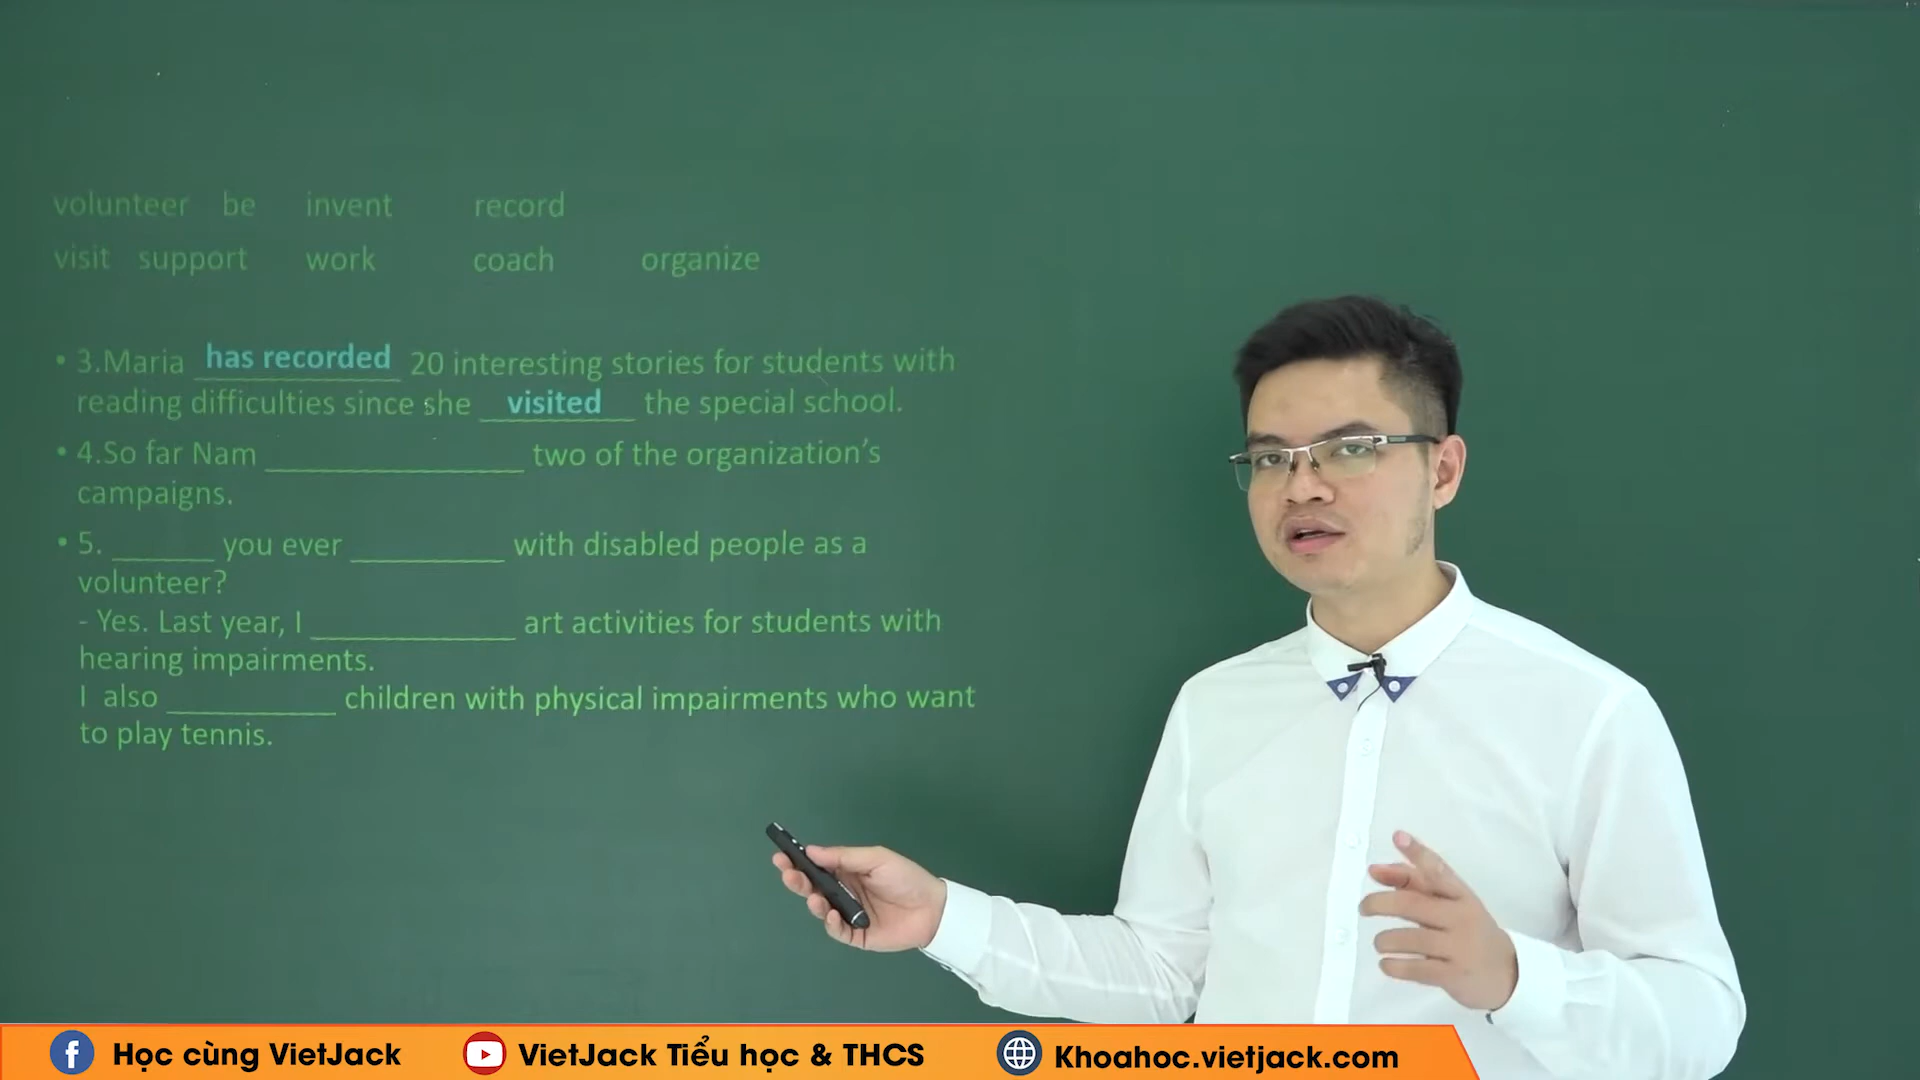 volunteer be invent record
visit support work coach organize
• 3.Maria has recorded 20 interesting stories for students with
reading difficulties since she visited the special school.
• 4.So far Nam ________________ two of the organization’s
campaigns.
• 5. ______ you ever _________ with disabled people as a
volunteer?
- Yes. Last year, I ____________ art activities for students with
hearing impairments.
I also __________ children with physical impairments who want
to play tennis.
Học cùng VietJack
VietJack Tiểu học & THCS
Khoahoc.vietjack.com